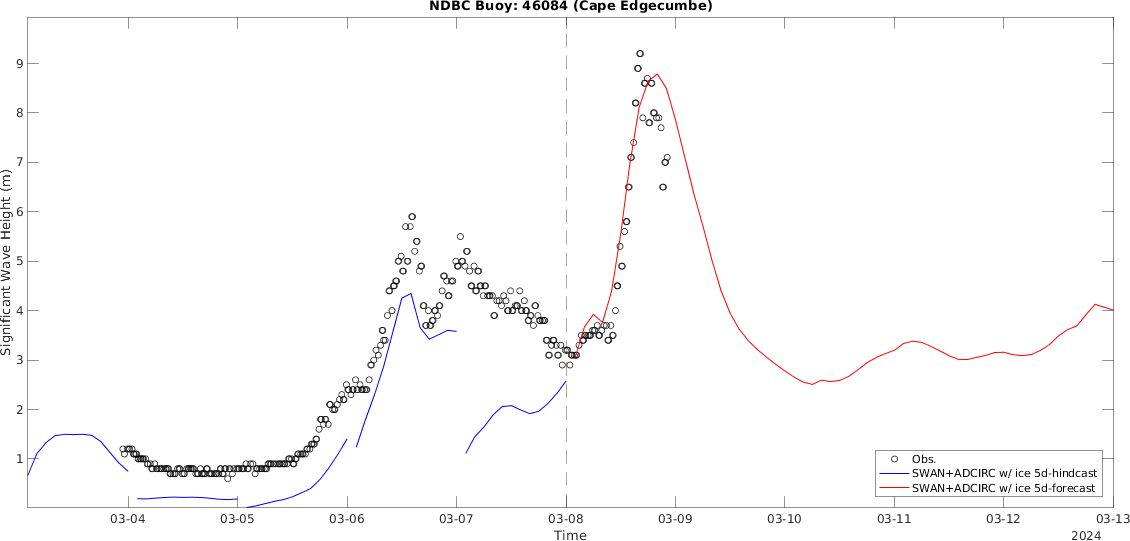 NDBC Buoy: 46084 (Cape Edgecumbe)
Significant Wave Height (m)
9
8
7
6
5
4
3
2
1
Obs.
SWAN+ADCIRC w/ ice 5d-hindcast
SWAN+ADCIRC w/ ice 5d-forecast
03-04 03-05 03-06 03-07 03-08 03-09 03-10 03-11 03-12 03-13
Time
2024